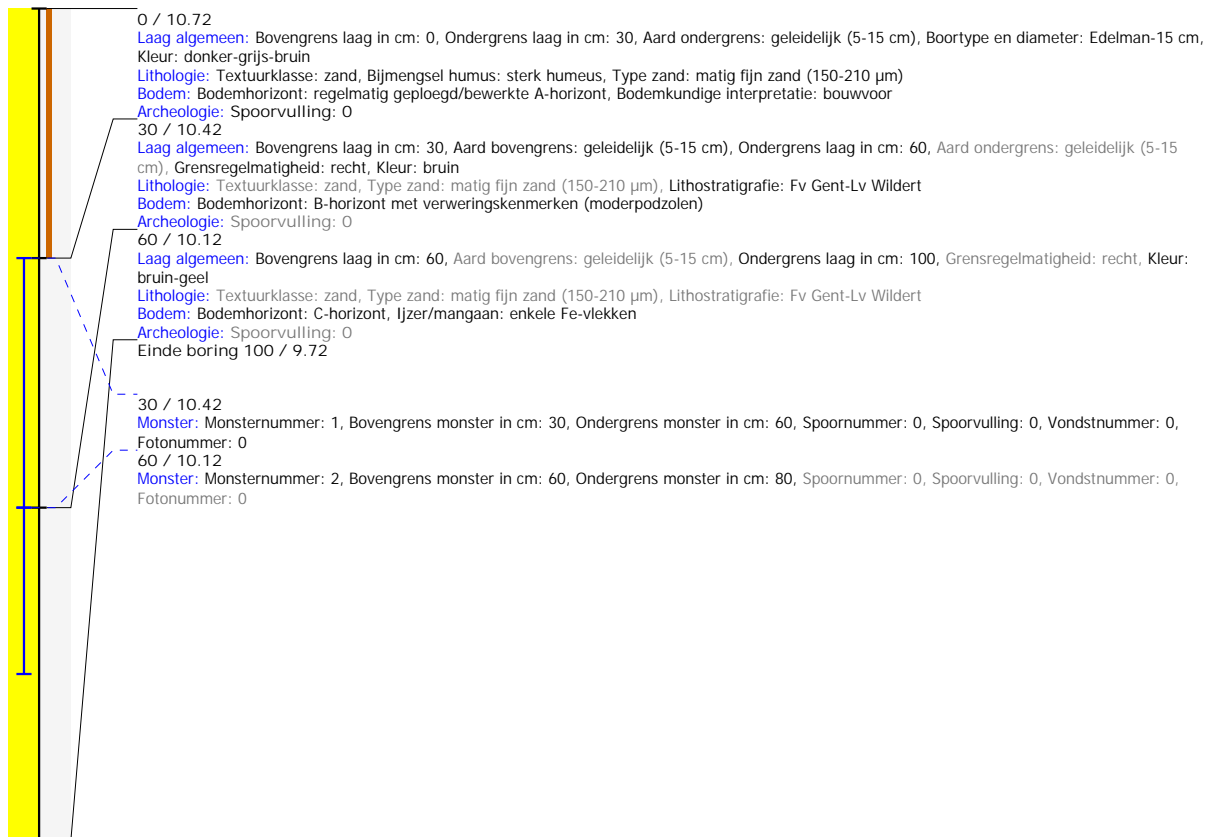 0 / 10.72
Laag algemeen: Bovengrens laag in cm: 0, Ondergrens laag in cm: 30, Aard ondergrens: geleidelijk (5-15 cm), Boortype en diameter: Edelman-15 cm,
Kleur: donker-grijs-bruin
Lithologie: Textuurklasse: zand, Bijmengsel humus: sterk humeus, Type zand: matig fijn zand (150-210 µm)
Bodem: Bodemhorizont: regelmatig geploegd/bewerkte A-horizont, Bodemkundige interpretatie: bouwvoor
Archeologie: Spoorvulling: 0
30 / 10.42
Laag algemeen: Bovengrens laag in cm: 30, Aard bovengrens: geleidelijk (5-15 cm), Ondergrens laag in cm: 60, Aard ondergrens: geleidelijk (5-15
cm), Grensregelmatigheid: recht, Kleur: bruin
Lithologie: Textuurklasse: zand, Type zand: matig fijn zand (150-210 µm), Lithostratigrafie: Fv Gent-Lv Wildert
Bodem: Bodemhorizont: B-horizont met verweringskenmerken (moderpodzolen)
Archeologie: Spoorvulling: 0
60 / 10.12
Laag algemeen: Bovengrens laag in cm: 60, Aard bovengrens: geleidelijk (5-15 cm), Ondergrens laag in cm: 100, Grensregelmatigheid: recht, Kleur:
bruin-geel
Lithologie: Textuurklasse: zand, Type zand: matig fijn zand (150-210 µm), Lithostratigrafie: Fv Gent-Lv Wildert
Bodem: Bodemhorizont: C-horizont, Ijzer/mangaan: enkele Fe-vlekken
Archeologie: Spoorvulling: 0
Einde boring 100 / 9.72
30 / 10.42
Monster: Monsternummer: 1, Bovengrens monster in cm: 30, Ondergrens monster in cm: 60, Spoornummer: 0, Spoorvulling: 0, Vondstnummer: 0,
Fotonummer: 0
60 / 10.12
Monster: Monsternummer: 2, Bovengrens monster in cm: 60, Ondergrens monster in cm: 80, Spoornummer: 0, Spoorvulling: 0, Vondstnummer: 0,
Fotonummer: 0